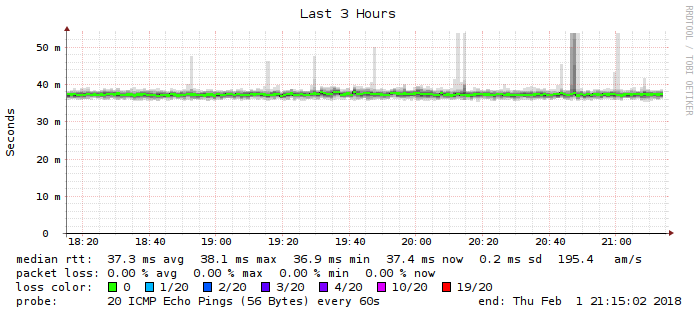 Last 3 Hours
RRDTOOL / TOBI OETIKER
Seconds
50 m
40 m
30 m
20 m
10 m
0
18:20 18:40 19:00 19:20 19:40 20:00 20:20 20:40 21:00
median rtt: 37.3 ms avg 38.1 ms max 36.9 ms min 37.4 ms now 0.2 ms sd 195.4 am/s
packet loss: 0.00 % avg 0.00 % max 0.00 % min 0.00 % now
loss color: 0 1/20 2/20 3/20 4/20 10/20 19/20
probe: 20 ICMP Echo Pings (56 Bytes) every 60s end: Thu Feb 1 21:15:02 2018